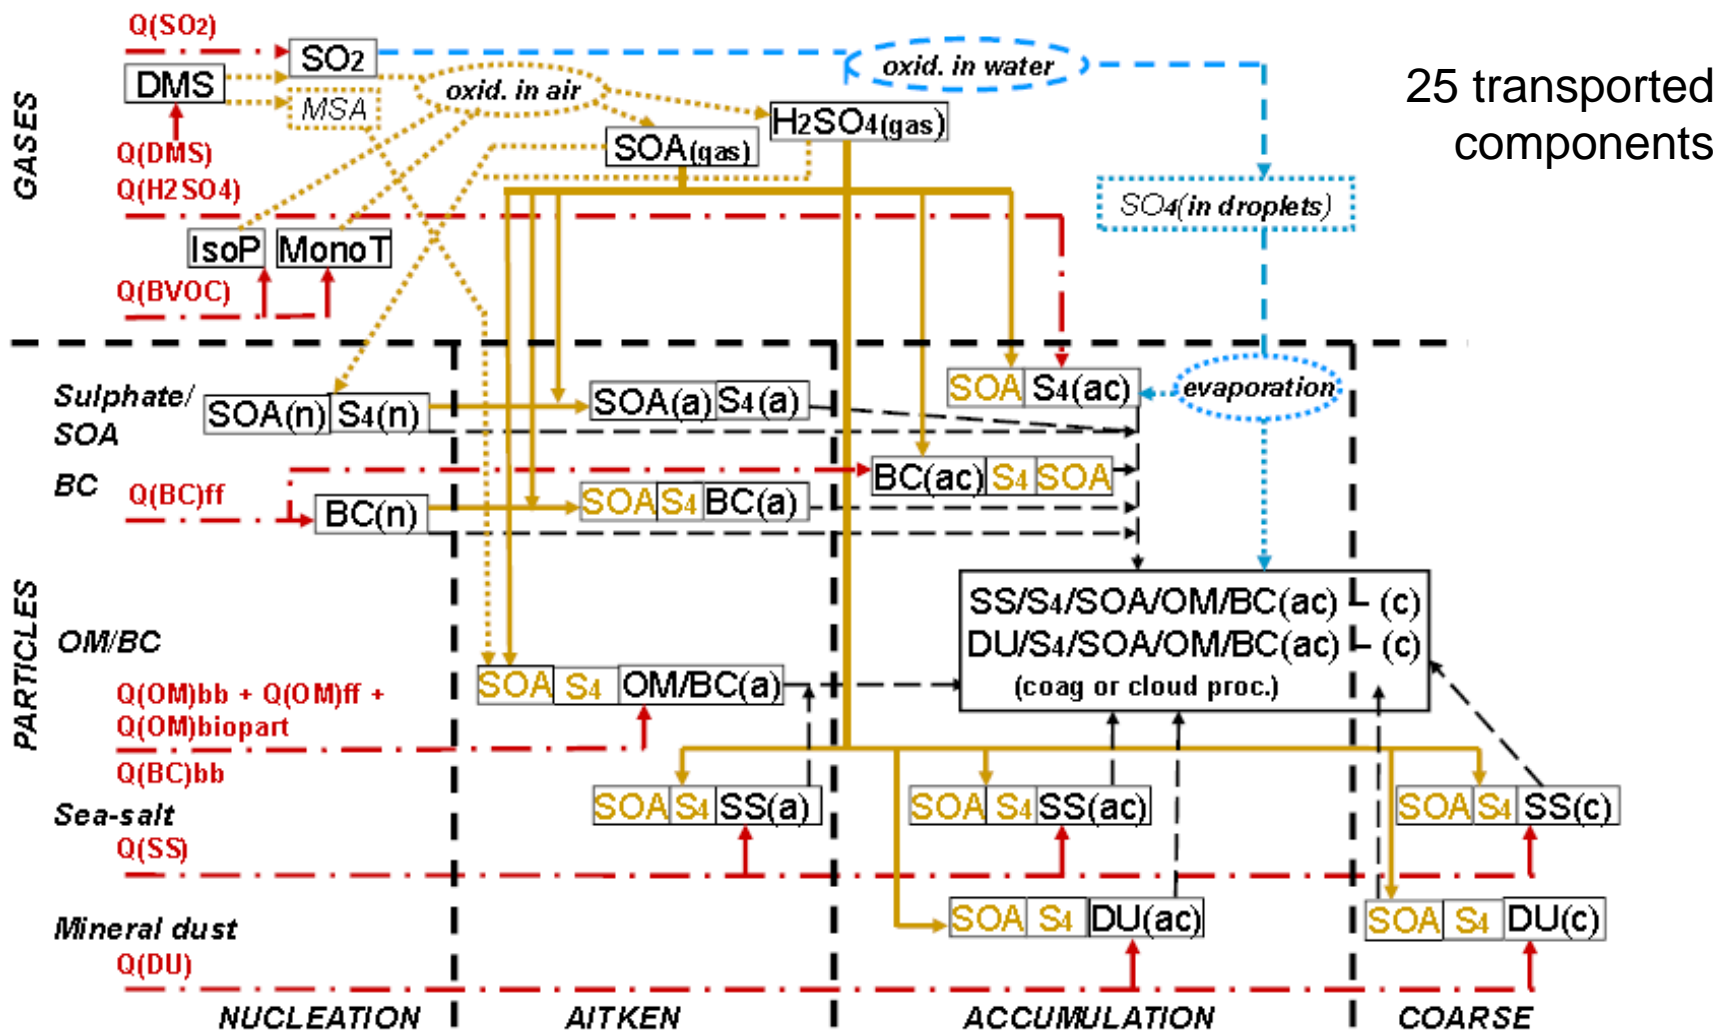 Q(SO2)
SO2
oxid. in water
25 transported
components
DMS
MSA
oxid. in air
H2SO4(gas)
SOA(gas)
GASES
Q(DMS)
Q(H2SO4)
SO4(in droplets)
IsoP
MonoT
Q(BVOC)
Sulphate/
SOA
SOA(n) S4(n)
SOA(a) S4(a)
SOA S4(ac)
evaporation
BC
Q(BC)ff
BC(ac) S4 SOA
BC(n)
SOA S4 BC(a)
PARTICLES
SS/S4/SOA/OM/BC(ac) – (c)
DU/S4/SOA/OM/BC(ac) – (c)
(coag or cloud proc.)
OM/BC
SOA S4 OM/BC(a)
Q(OM)bb + Q(OM)ff +
Q(OM)biopart
Q(BC)bb
Sea-salt
SOA S4 SS(a)
SOA S4 SS(ac)
SOA S4 SS(c)
Q(SS)
Mineral dust
SOA S4 DU(ac)
SOA S4 DU(c)
Q(DU)
NUCLEATION
AITKEN
ACCUMULATION
COARSE